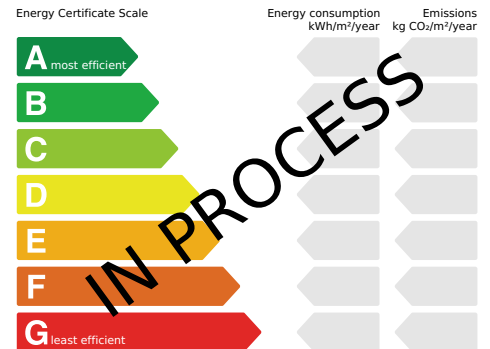 Energy Certificate Scale
Energy consumption
kWh/m²/year
Emissions
kg CO₂/m²/year
A most efficient
B
C
D
E
F
G least efficient
IN PROCESS